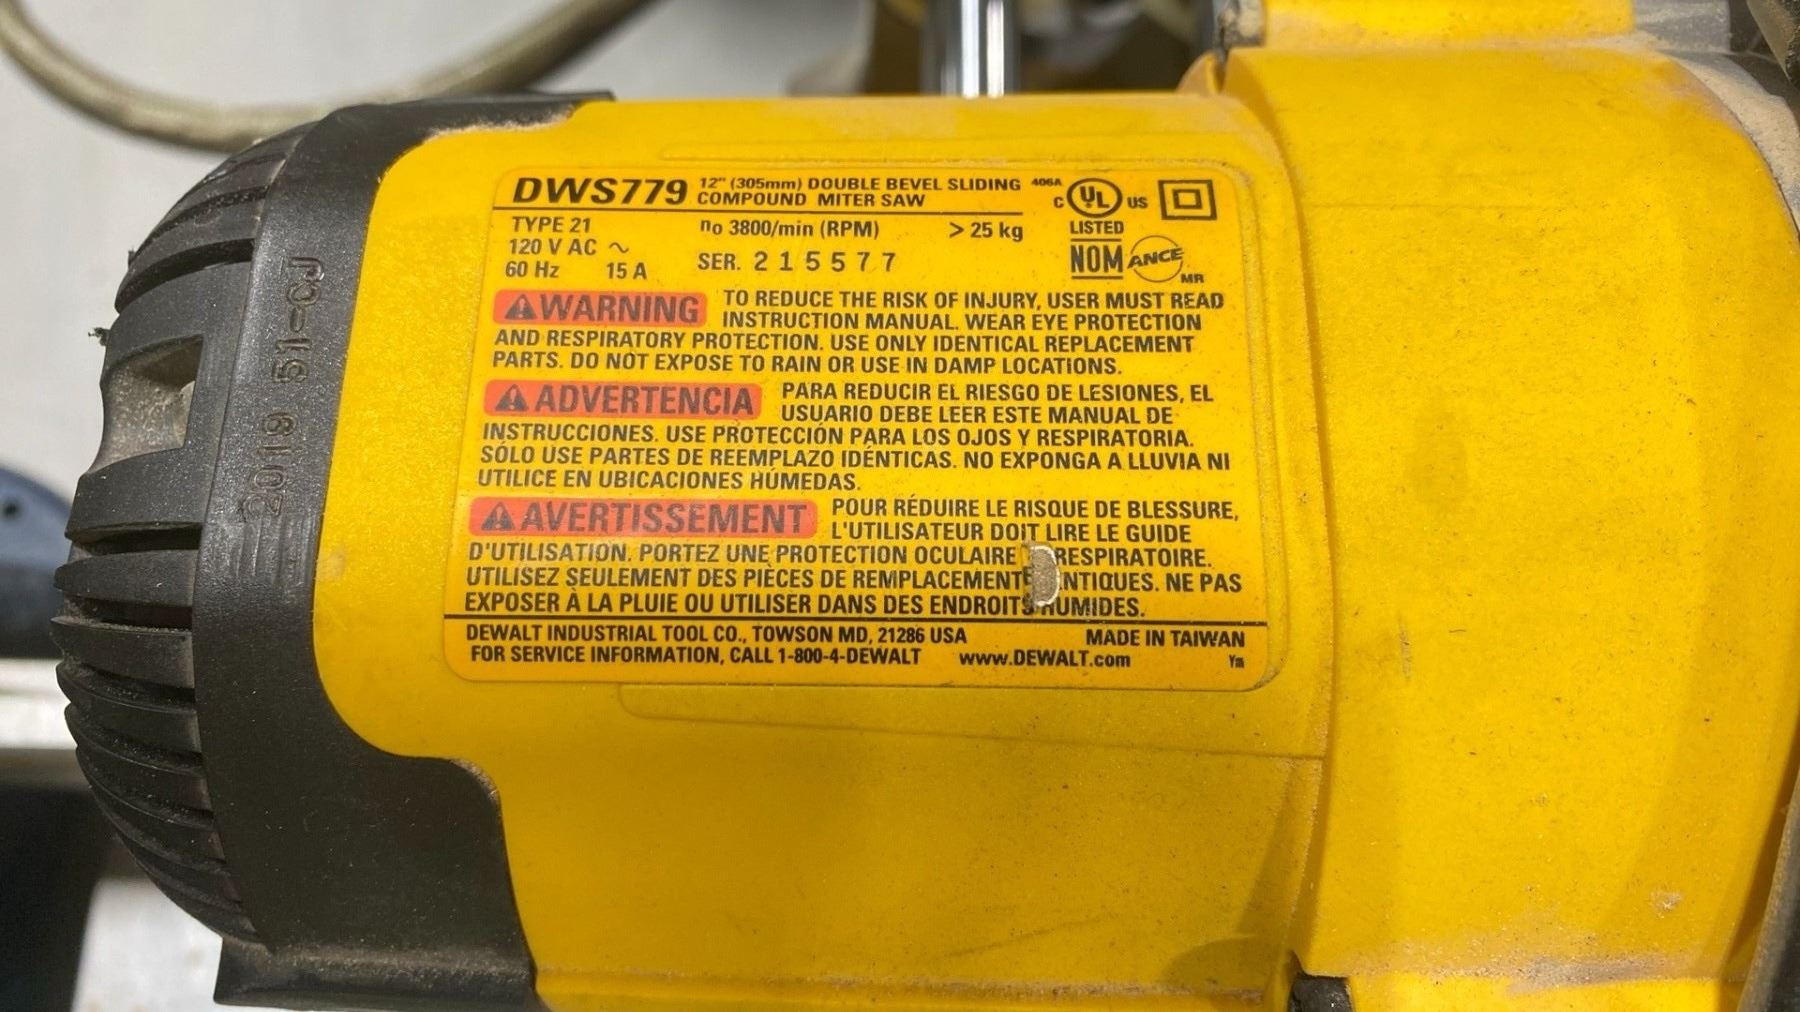 DWS779 12" (305mm) DOUBLE BEVEL SLIDING
COMPOUND MITER SAW
406A
C UL US
LISTED
TYPE 21
120 V AC ~
60 Hz 15 A
no 3800/min (RPM) > 25 kg
SER. 215577
NOM ANCE
MR
WARNING TO REDUCE THE RISK OF INJURY, USER MUST READ
INSTRUCTION MANUAL. WEAR EYE PROTECTION
AND RESPIRATORY PROTECTION. USE ONLY IDENTICAL REPLACEMENT
PARTS. DO NOT EXPOSE TO RAIN OR USE IN DAMP LOCATIONS.
ADVERTENCIA PARA REDUCIR EL RIESGO DE LESIONES, EL
USUARIO DEBE LEER ESTE MANUAL DE
INSTRUCCIONES. USE PROTECCIÓN PARA LOS OJOS Y RESPIRATORIA.
SÓLO USE PARTES DE REEMPLAZO IDÉNTICAS. NO EXPONGA A LLUVIA NI
UTILICE EN UBICACIONES HÚMEDAS.
AVERTISSEMENT POUR RÉDUIRE LE RISQUE DE BLESSURE,
L'UTILISATEUR DOIT LIRE LE GUIDE
D'UTILISATION. PORTEZ UNE PROTECTION OCULAIRE RESPIRATOIRE.
UTILISEZ SEULEMENT DES PIÈCES DE REMPLACEMENT NTIQUES. NE PAS
EXPOSER À LA PLUIE OU UTILISER DANS DES ENDROITS HUMIDES.
DEWALT INDUSTRIAL TOOL CO., TOWSON MD, 21286 USA MADE IN TAIWAN
FOR SERVICE INFORMATION, CALL 1-800-4-DEWALT www.DEWALT.com
2019 51-CJ